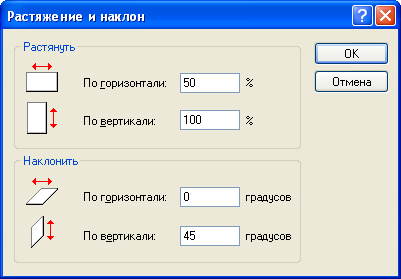 Растяжение и наклон
?
Растянуть
По горизонтали: 50 %
По вертикали: 100 %
Наклонить
По горизонтали: 0 градусов
По вертикали: 45 градусов
OK
Отмена